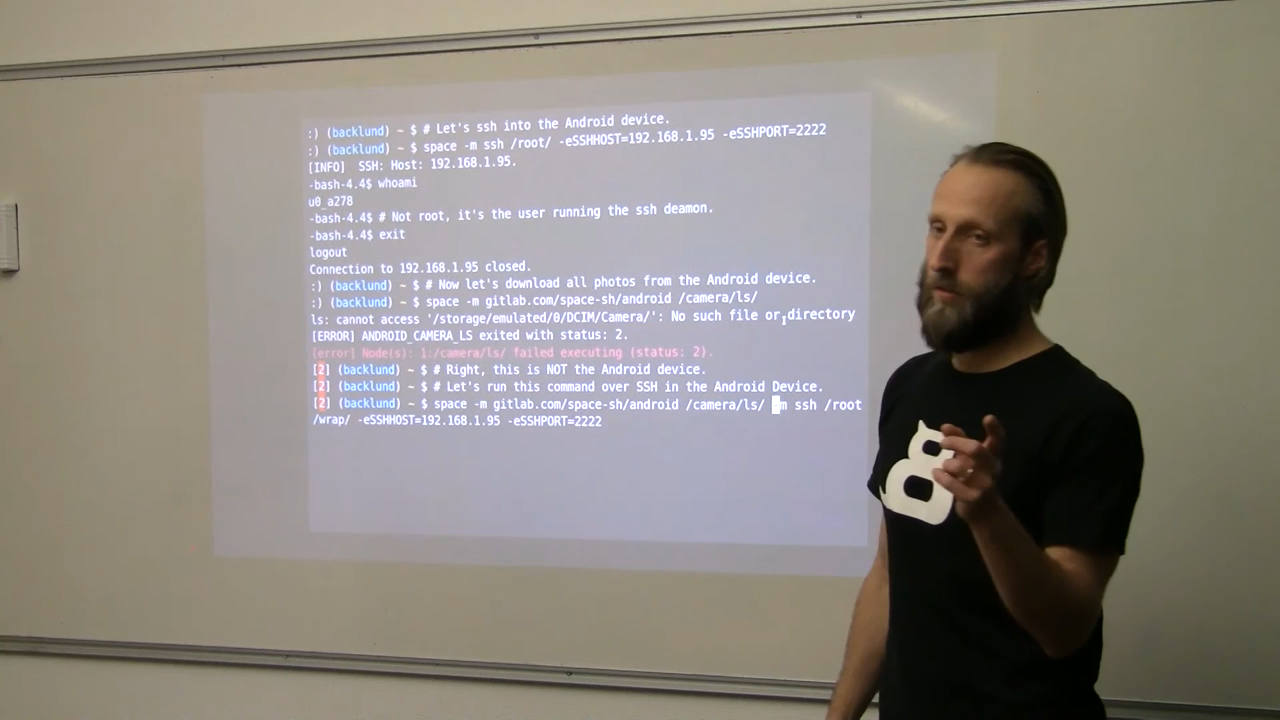 :) (backlund) ~ $ # Let's ssh into the Android device.
:) (backlund) ~ $ space -m ssh /root/ -eSSHHOST=192.168.1.95 -eSSHPORT=2222
[INFO]  SSH: Host: 192.168.1.95.
-bash-4.4$ whoami
u0_a278
-bash-4.4$ # Not root, it's the user running the ssh deamon.
-bash-4.4$ exit
logout
Connection to 192.168.1.95 closed.
:) (backlund) ~ $ # Now let's download all photos from the Android device.
:) (backlund) ~ $ space -m gitlab.com/space-sh/android /camera/ls/
ls: cannot access '/storage/emulated/0/DCIM/Camera/': No such file or directory
[ERROR] ANDROID_CAMERA_LS exited with status: 2.
[error] Node(s): 1:/camera/ls/ failed executing (status: 2).
[2] (backlund) ~ $ # Right, this is NOT the Android device.
[2] (backlund) ~ $ # Let's run this command over SSH in the Android Device.
[2] (backlund) ~ $ space -m gitlab.com/space-sh/android /camera/ls/ -m ssh /root
/wrap/ -eSSHHOST=192.168.1.95 -eSSHPORT=2222